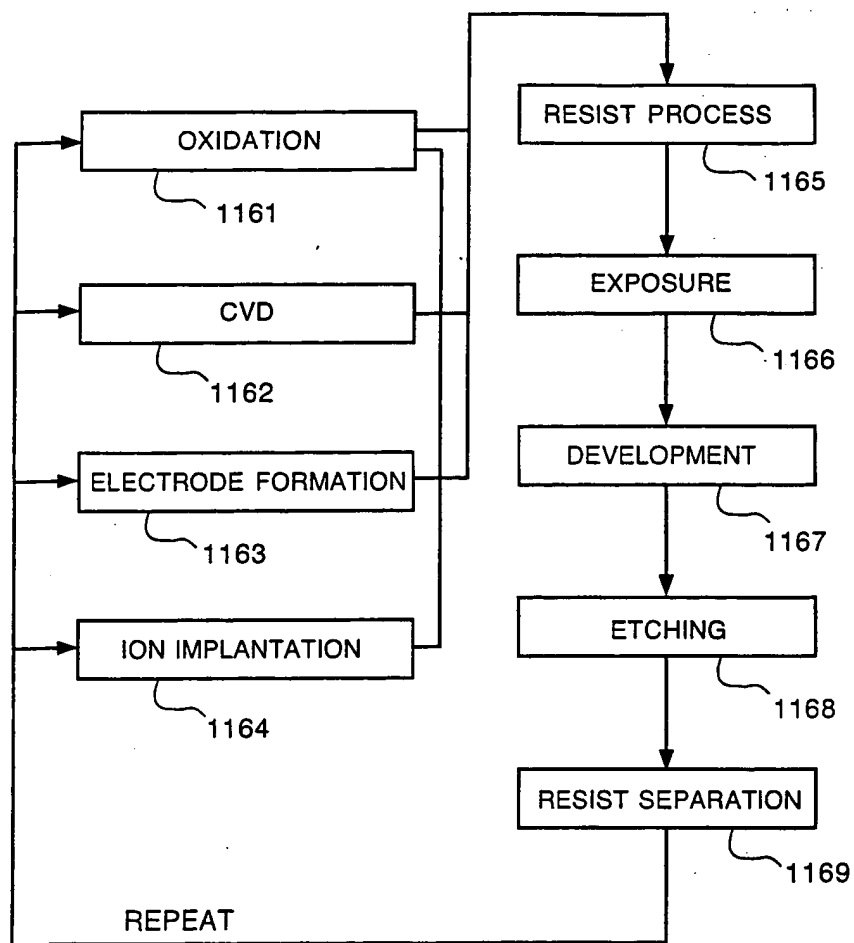 OXIDATION
1161
CVD
1162
ELECTRODE FORMATION
1163
ION IMPLANTATION
1164
RESIST PROCESS
1165
EXPOSURE
1166
DEVELOPMENT
1167
ETCHING
1168
RESIST SEPARATION
1169
REPEAT